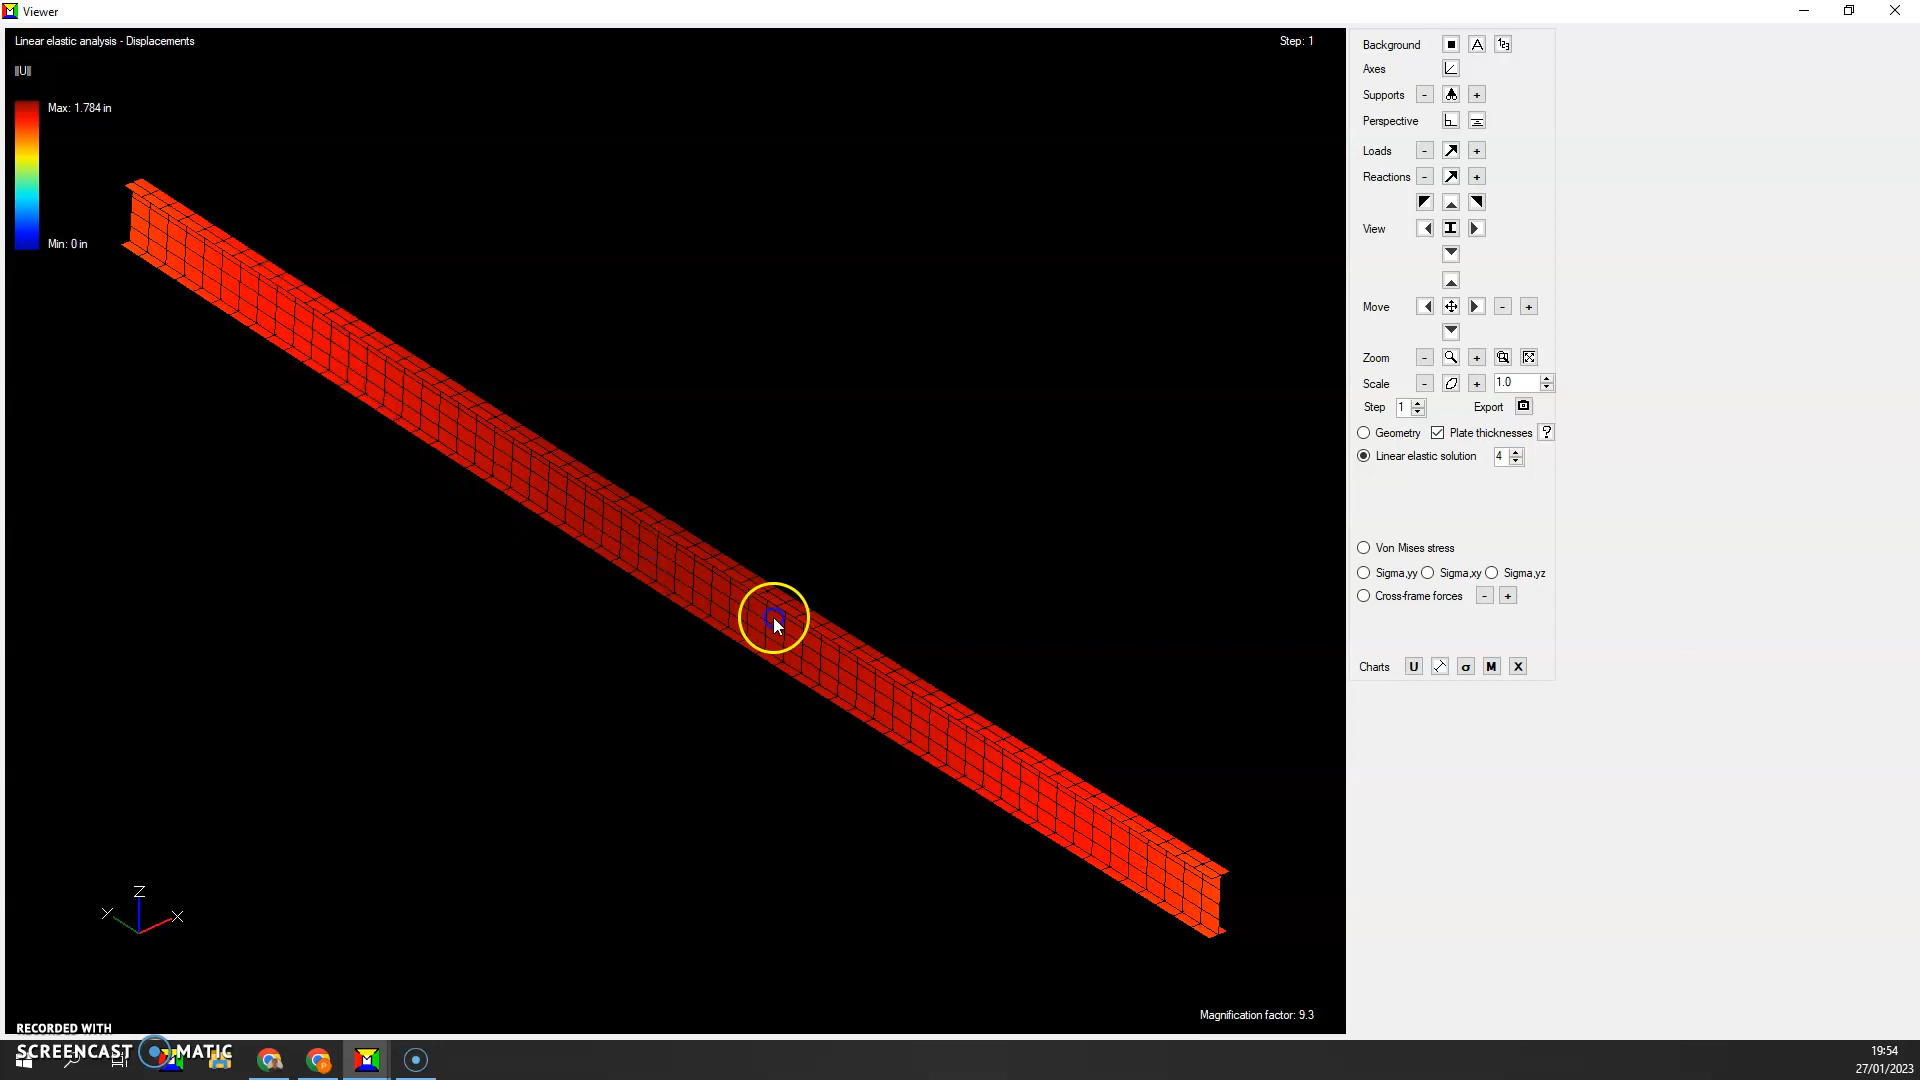 Viewer
Linear elastic analysis - Displacements
Step: 1
||U||
Max: 1.784 in
Min: 0 in
Z
Y
X
Magnification factor: 9.3
Background
A
123
Axes
Supports - +
Perspective
Loads - +
Reactions - +
View
Move - +
Zoom - +
Scale - + 1.0
Step 1 Export
Geometry Plate thicknesses ?
Linear elastic solution 4
Von Mises stress
Sigma,yy Sigma,xy Sigma,yz
Cross-frame forces - +
Charts U σ M X
RECORDED WITH
SCREENCAST MATIC
19:54
27/01/2023